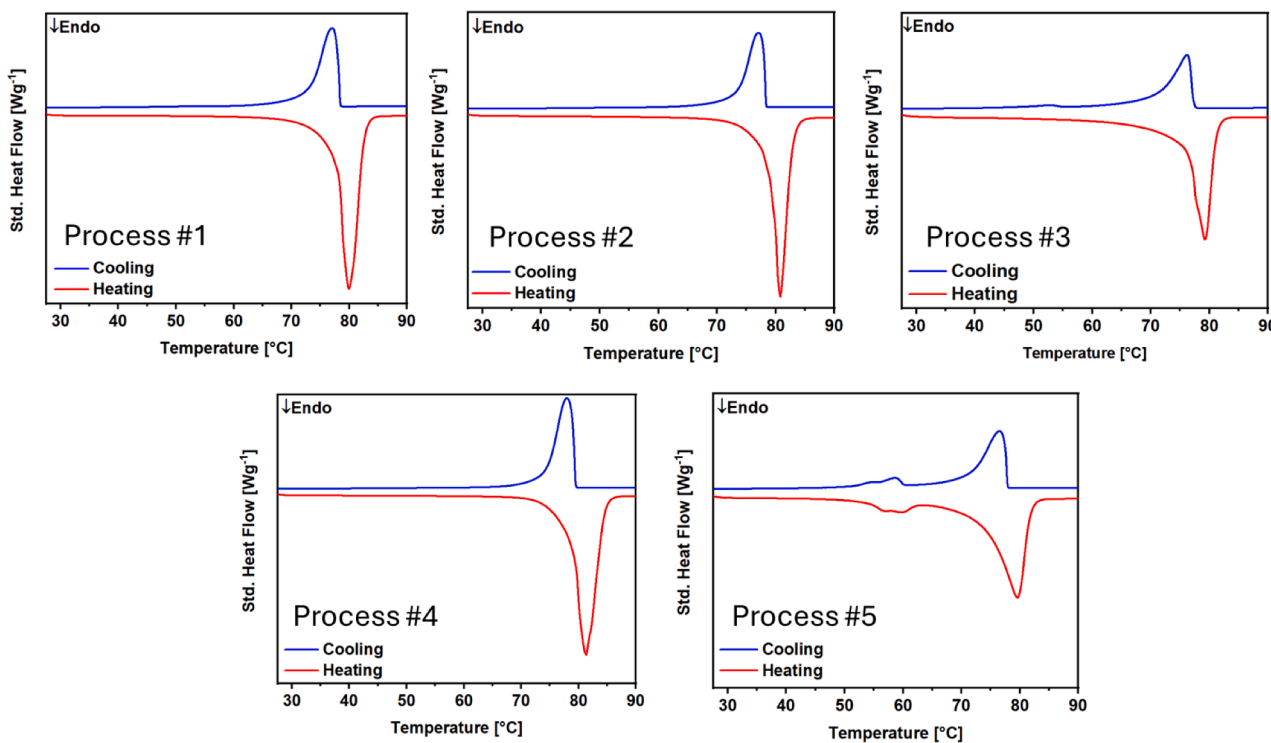 ↓Endo
Std. Heat Flow [Wg⁻¹]
Process #1
Cooling
Heating
30 40 50 60 70 80 90
Temperature [°C]
↓Endo
Std. Heat Flow [Wg⁻¹]
Process #2
Cooling
Heating
30 40 50 60 70 80 90
Temperature [°C]
↓Endo
Std. Heat Flow [Wg⁻¹]
Process #3
Cooling
Heating
30 40 50 60 70 80 90
Temperature [°C]
↓Endo
Std. Heat Flow [Wg⁻¹]
Process #4
Cooling
Heating
30 40 50 60 70 80 90
Temperature [°C]
↓Endo
Std. Heat Flow [Wg⁻¹]
Process #5
Cooling
Heating
30 40 50 60 70 80 90
Temperature [°C]